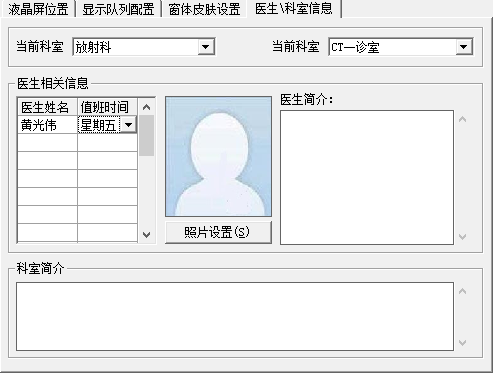 液晶屏位置 显示队列配置 窗体皮肤设置 医生\科室信息
当前科室 放射科 当前科室 CT一诊室
医生相关信息
医生姓名 值班时间
黄光伟 星期五
医生简介：
照片设置(S)
科室简介